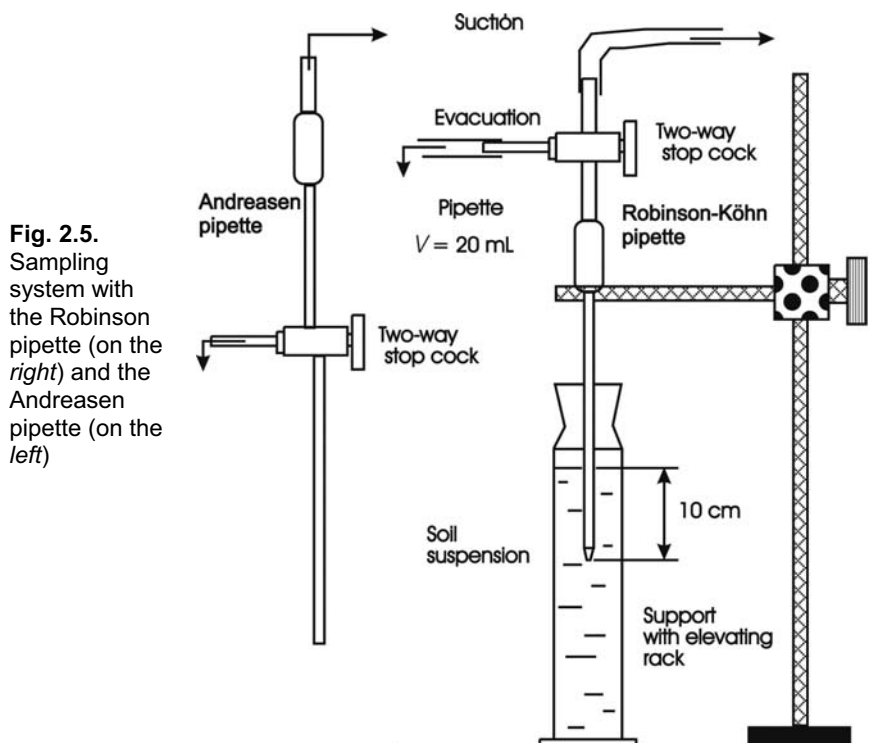 Fig. 2.5.
Sampling
system with
the Robinson
pipette (on the
right) and the
Andreasen
pipette (on the
left)
Suction
Evacuation
Two-way
stop cock
Andreasen
pipette
Pipette
V = 20 mL
Robinson-Köhn
pipette
Two-way
stop cock
10 cm
Soil
suspension
Support
with elevating
rack